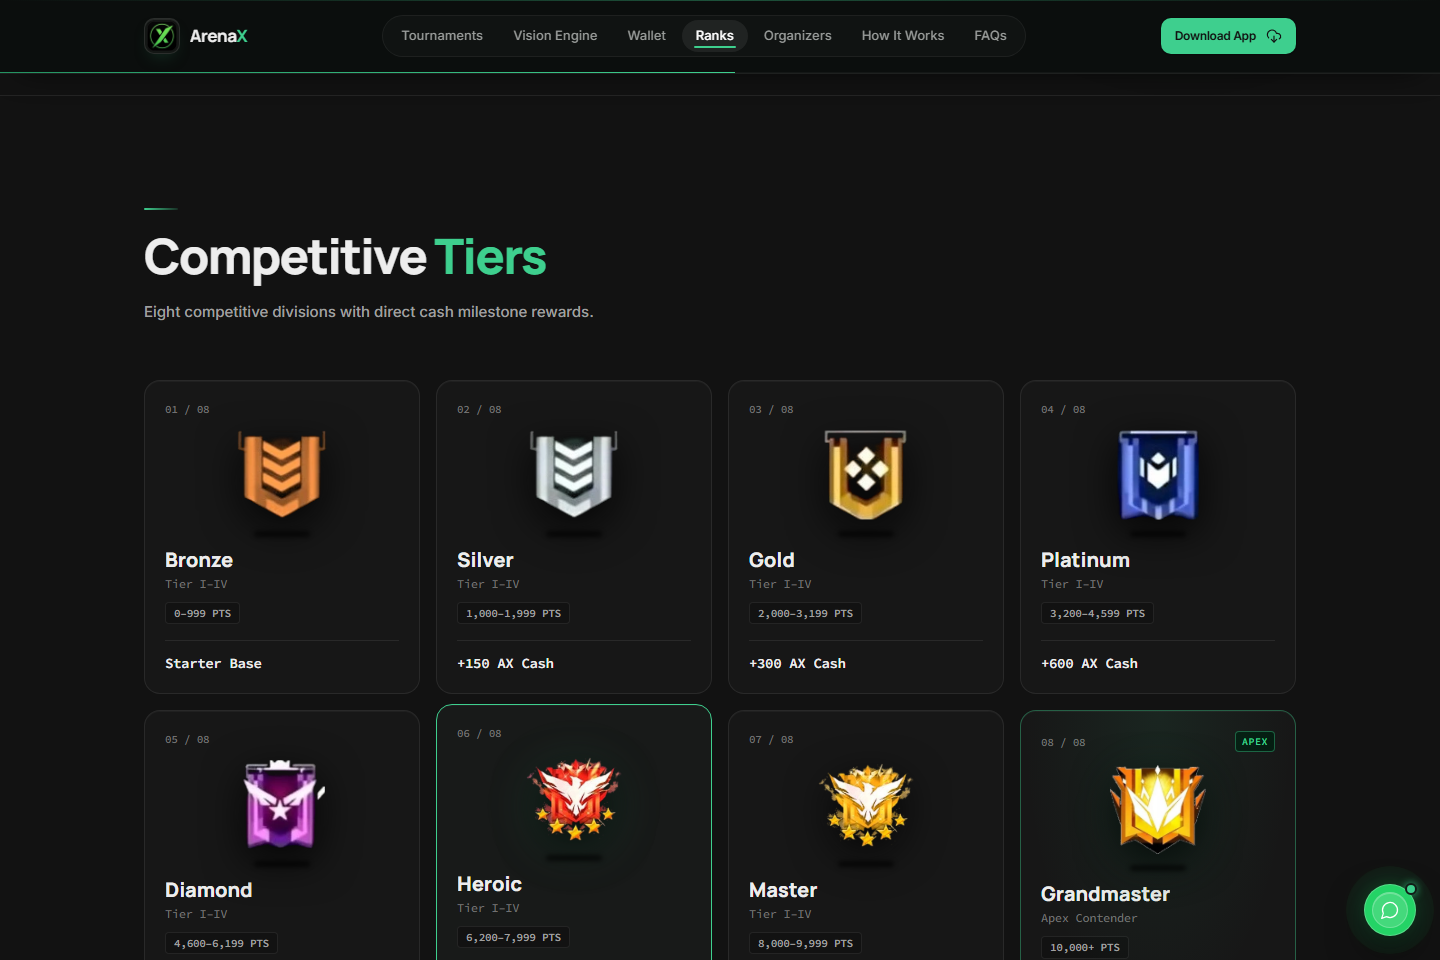 ArenaX
Tournaments
Vision Engine
Wallet
Ranks
Organizers
How It Works
FAQs
Download App
Competitive Tiers
Eight competitive divisions with direct cash milestone rewards.
01 / 08
Bronze
Tier I–IV
0–999 PTS
Starter Base
02 / 08
Silver
Tier I–IV
1,000–1,999 PTS
+150 AX Cash
03 / 08
Gold
Tier I–IV
2,000–3,199 PTS
+300 AX Cash
04 / 08
Platinum
Tier I–IV
3,200–4,599 PTS
+600 AX Cash
05 / 08
Diamond
Tier I–IV
4,600–6,199 PTS
06 / 08
Heroic
Tier I–IV
6,200–7,999 PTS
07 / 08
Master
Tier I–IV
8,000–9,999 PTS
08 / 08
APEX
Grandmaster
Apex Contender
10,000+ PTS